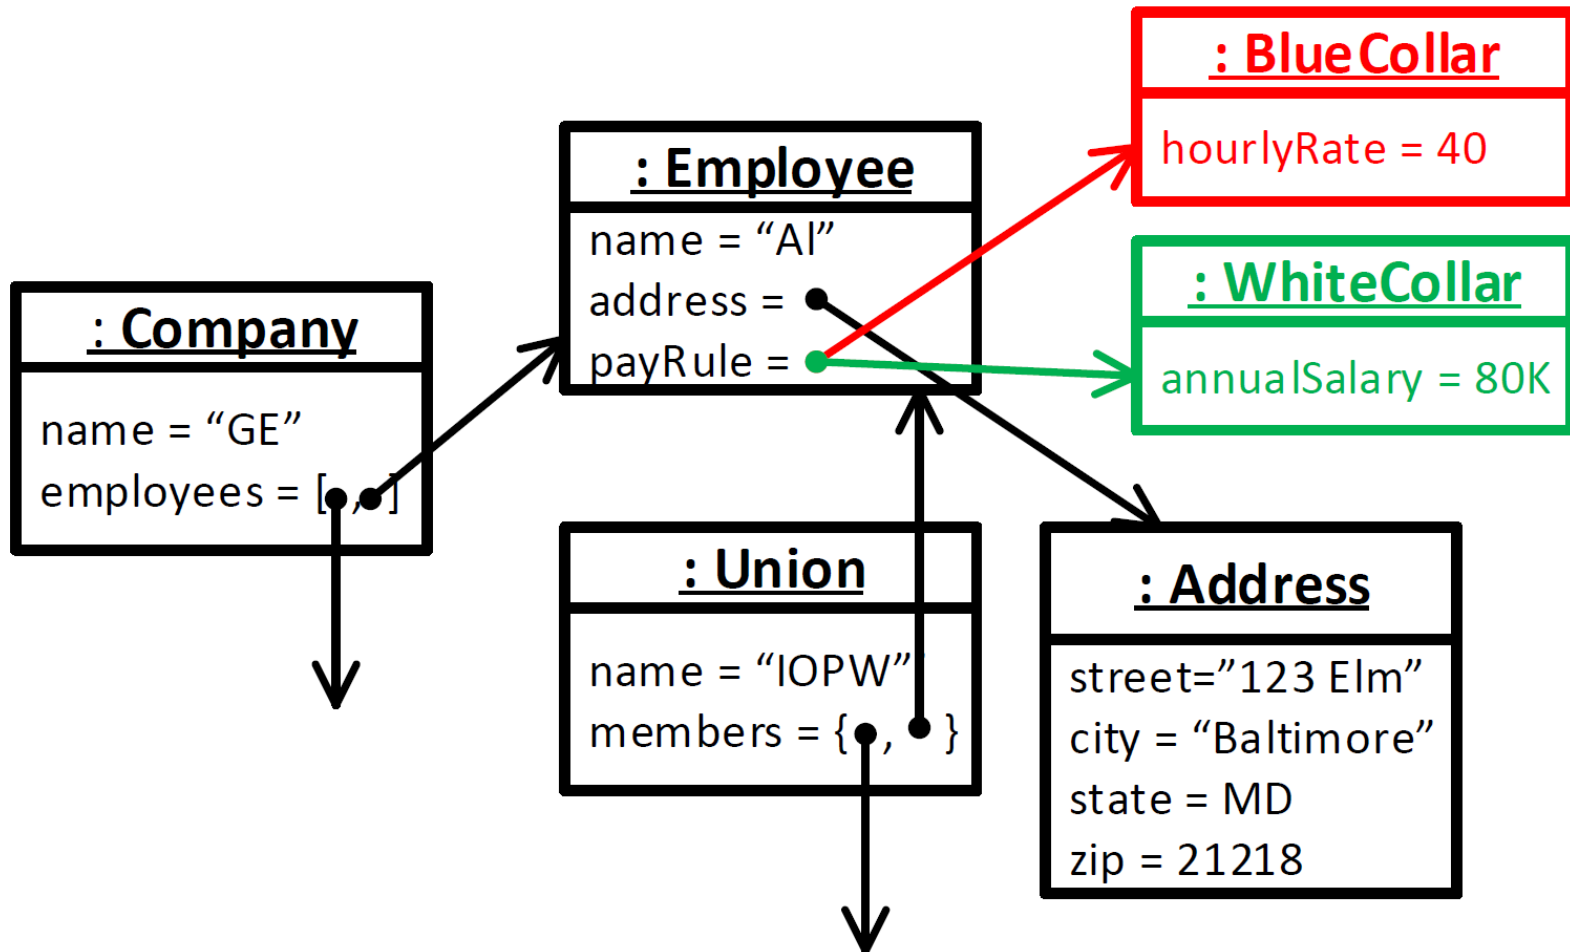 : BlueCollar
hourlyRate = 40
: Employee
name = “Al”
address =
payRule =
: WhiteCollar
annualSalary = 80K
: Company
name = “GE”
employees = [ , ]
: Union
name = “IOPW”
members = { , }
: Address
street=”123 Elm”
city = “Baltimore”
state = MD
zip = 21218